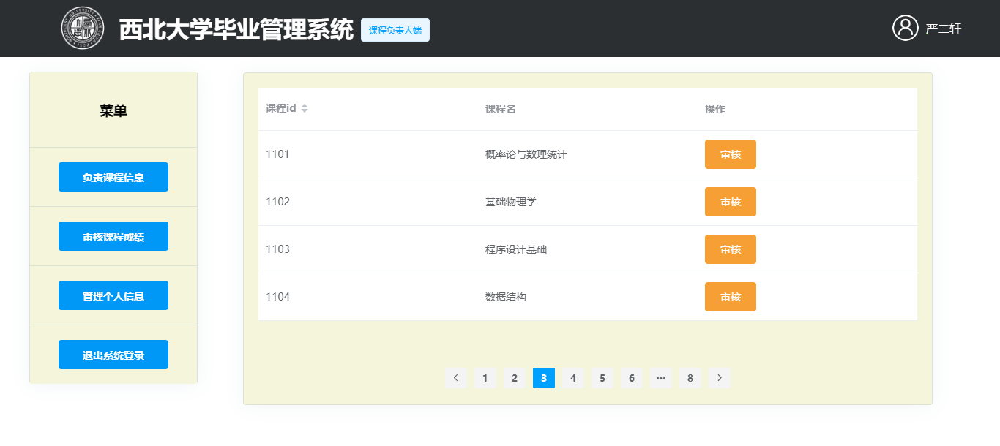 西北大学毕业管理系统 课程负责人端 严二轩
菜单
负责课程信息
审核课程成绩
管理个人信息
退出系统登录
课程id 课程名 操作
1101 概率论与数理统计 审核
1102 基础物理学 审核
1103 程序设计基础 审核
1104 数据结构 审核
1 2 3 4 5 6 ••• 8